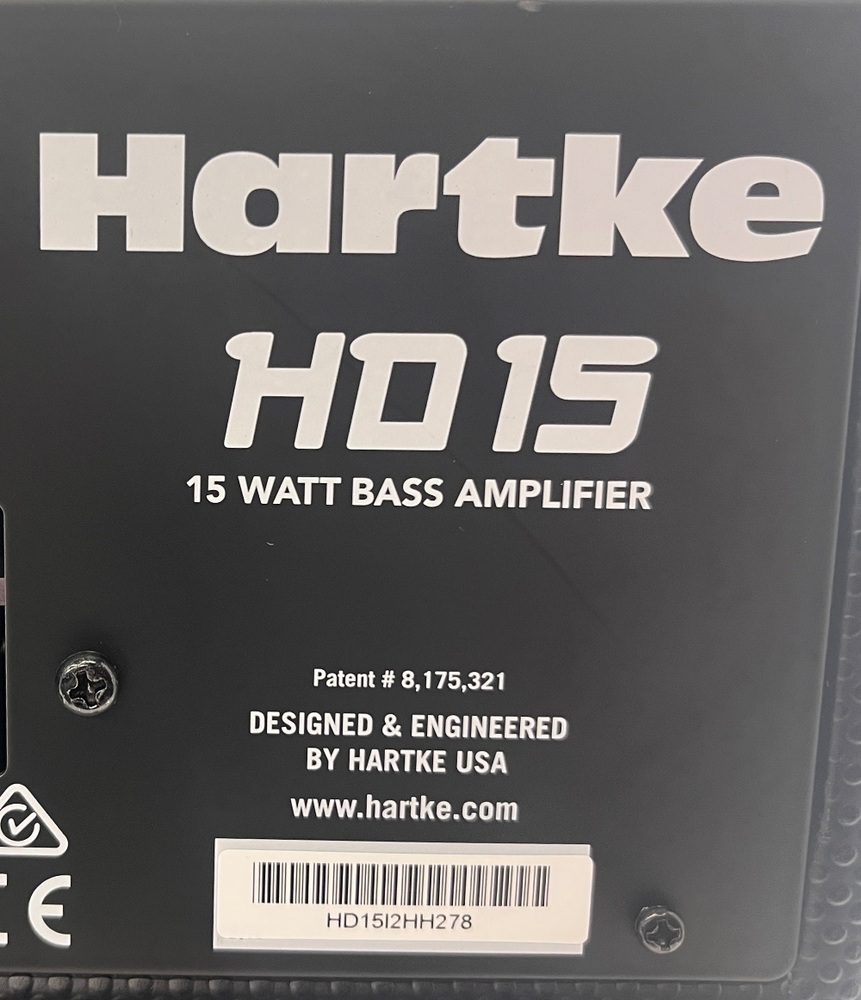 Hartke
HD15
15 WATT BASS AMPLIFIER
Patent # 8,175,321
DESIGNED & ENGINEERED
BY HARTKE USA
www.hartke.com
CE
HD15I2HH278